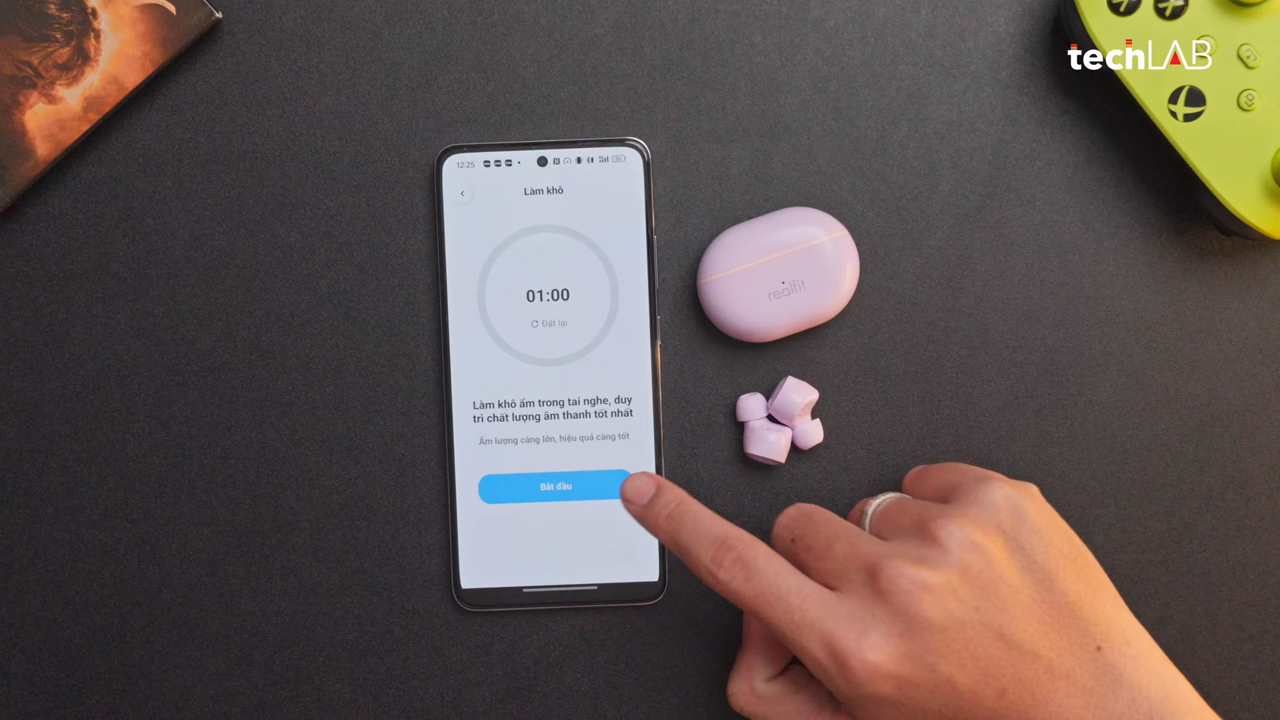 techLAB
12:25
Làm khô
01:00
Đặt lại
Làm khô ẩm trong tai nghe, duy
trì chất lượng âm thanh tốt nhất
Âm lượng càng lớn, hiệu quả càng tốt
Bắt đầu
realfit